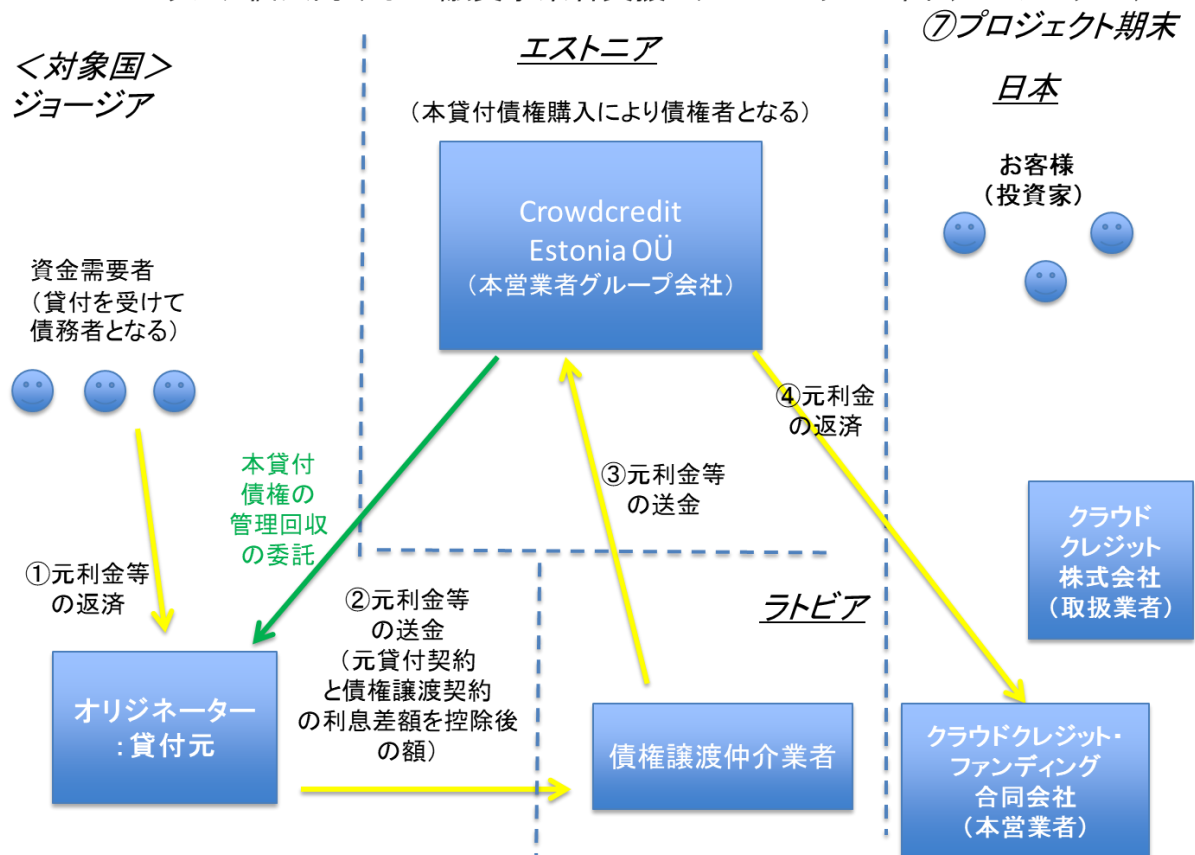 ⑦プロジェクト期末
＜対象国＞
ジョージア
エストニア
日本
（本貸付債権購入により債権者となる）
Crowdcredit
Estonia OÜ
（本営業者グループ会社）
お客様
（投資家）
資金需要者
（貸付を受けて
債務者となる）
④元利金
の返済
本貸付
債権の
管理回収
の委託
③元利金等
の送金
クラウド
クレジット
株式会社
（取扱業者）
①元利金等
の返済
②元利金等
の送金
（元貸付契約
と債権譲渡契約
の利息差額を控除後
の額）
ラトビア
オリジネーター
：貸付元
債権譲渡仲介業者
クラウドクレジット・
ファンディング
合同会社
（本営業者）